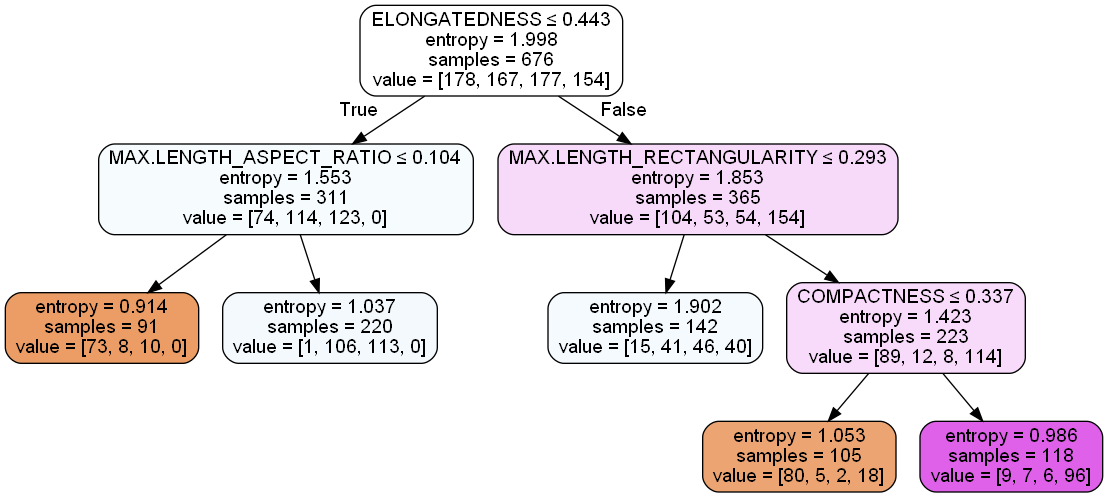 ELONGATEDNESS ≤ 0.443
entropy = 1.998
samples = 676
value = [178, 167, 177, 154]
True
False
MAX.LENGTH_ASPECT_RATIO ≤ 0.104
entropy = 1.553
samples = 311
value = [74, 114, 123, 0]
MAX.LENGTH_RECTANGULARITY ≤ 0.293
entropy = 1.853
samples = 365
value = [104, 53, 54, 154]
entropy = 0.914
samples = 91
value = [73, 8, 10, 0]
entropy = 1.037
samples = 220
value = [1, 106, 113, 0]
entropy = 1.902
samples = 142
value = [15, 41, 46, 40]
COMPACTNESS ≤ 0.337
entropy = 1.423
samples = 223
value = [89, 12, 8, 114]
entropy = 1.053
samples = 105
value = [80, 5, 2, 18]
entropy = 0.986
samples = 118
value = [9, 7, 6, 96]